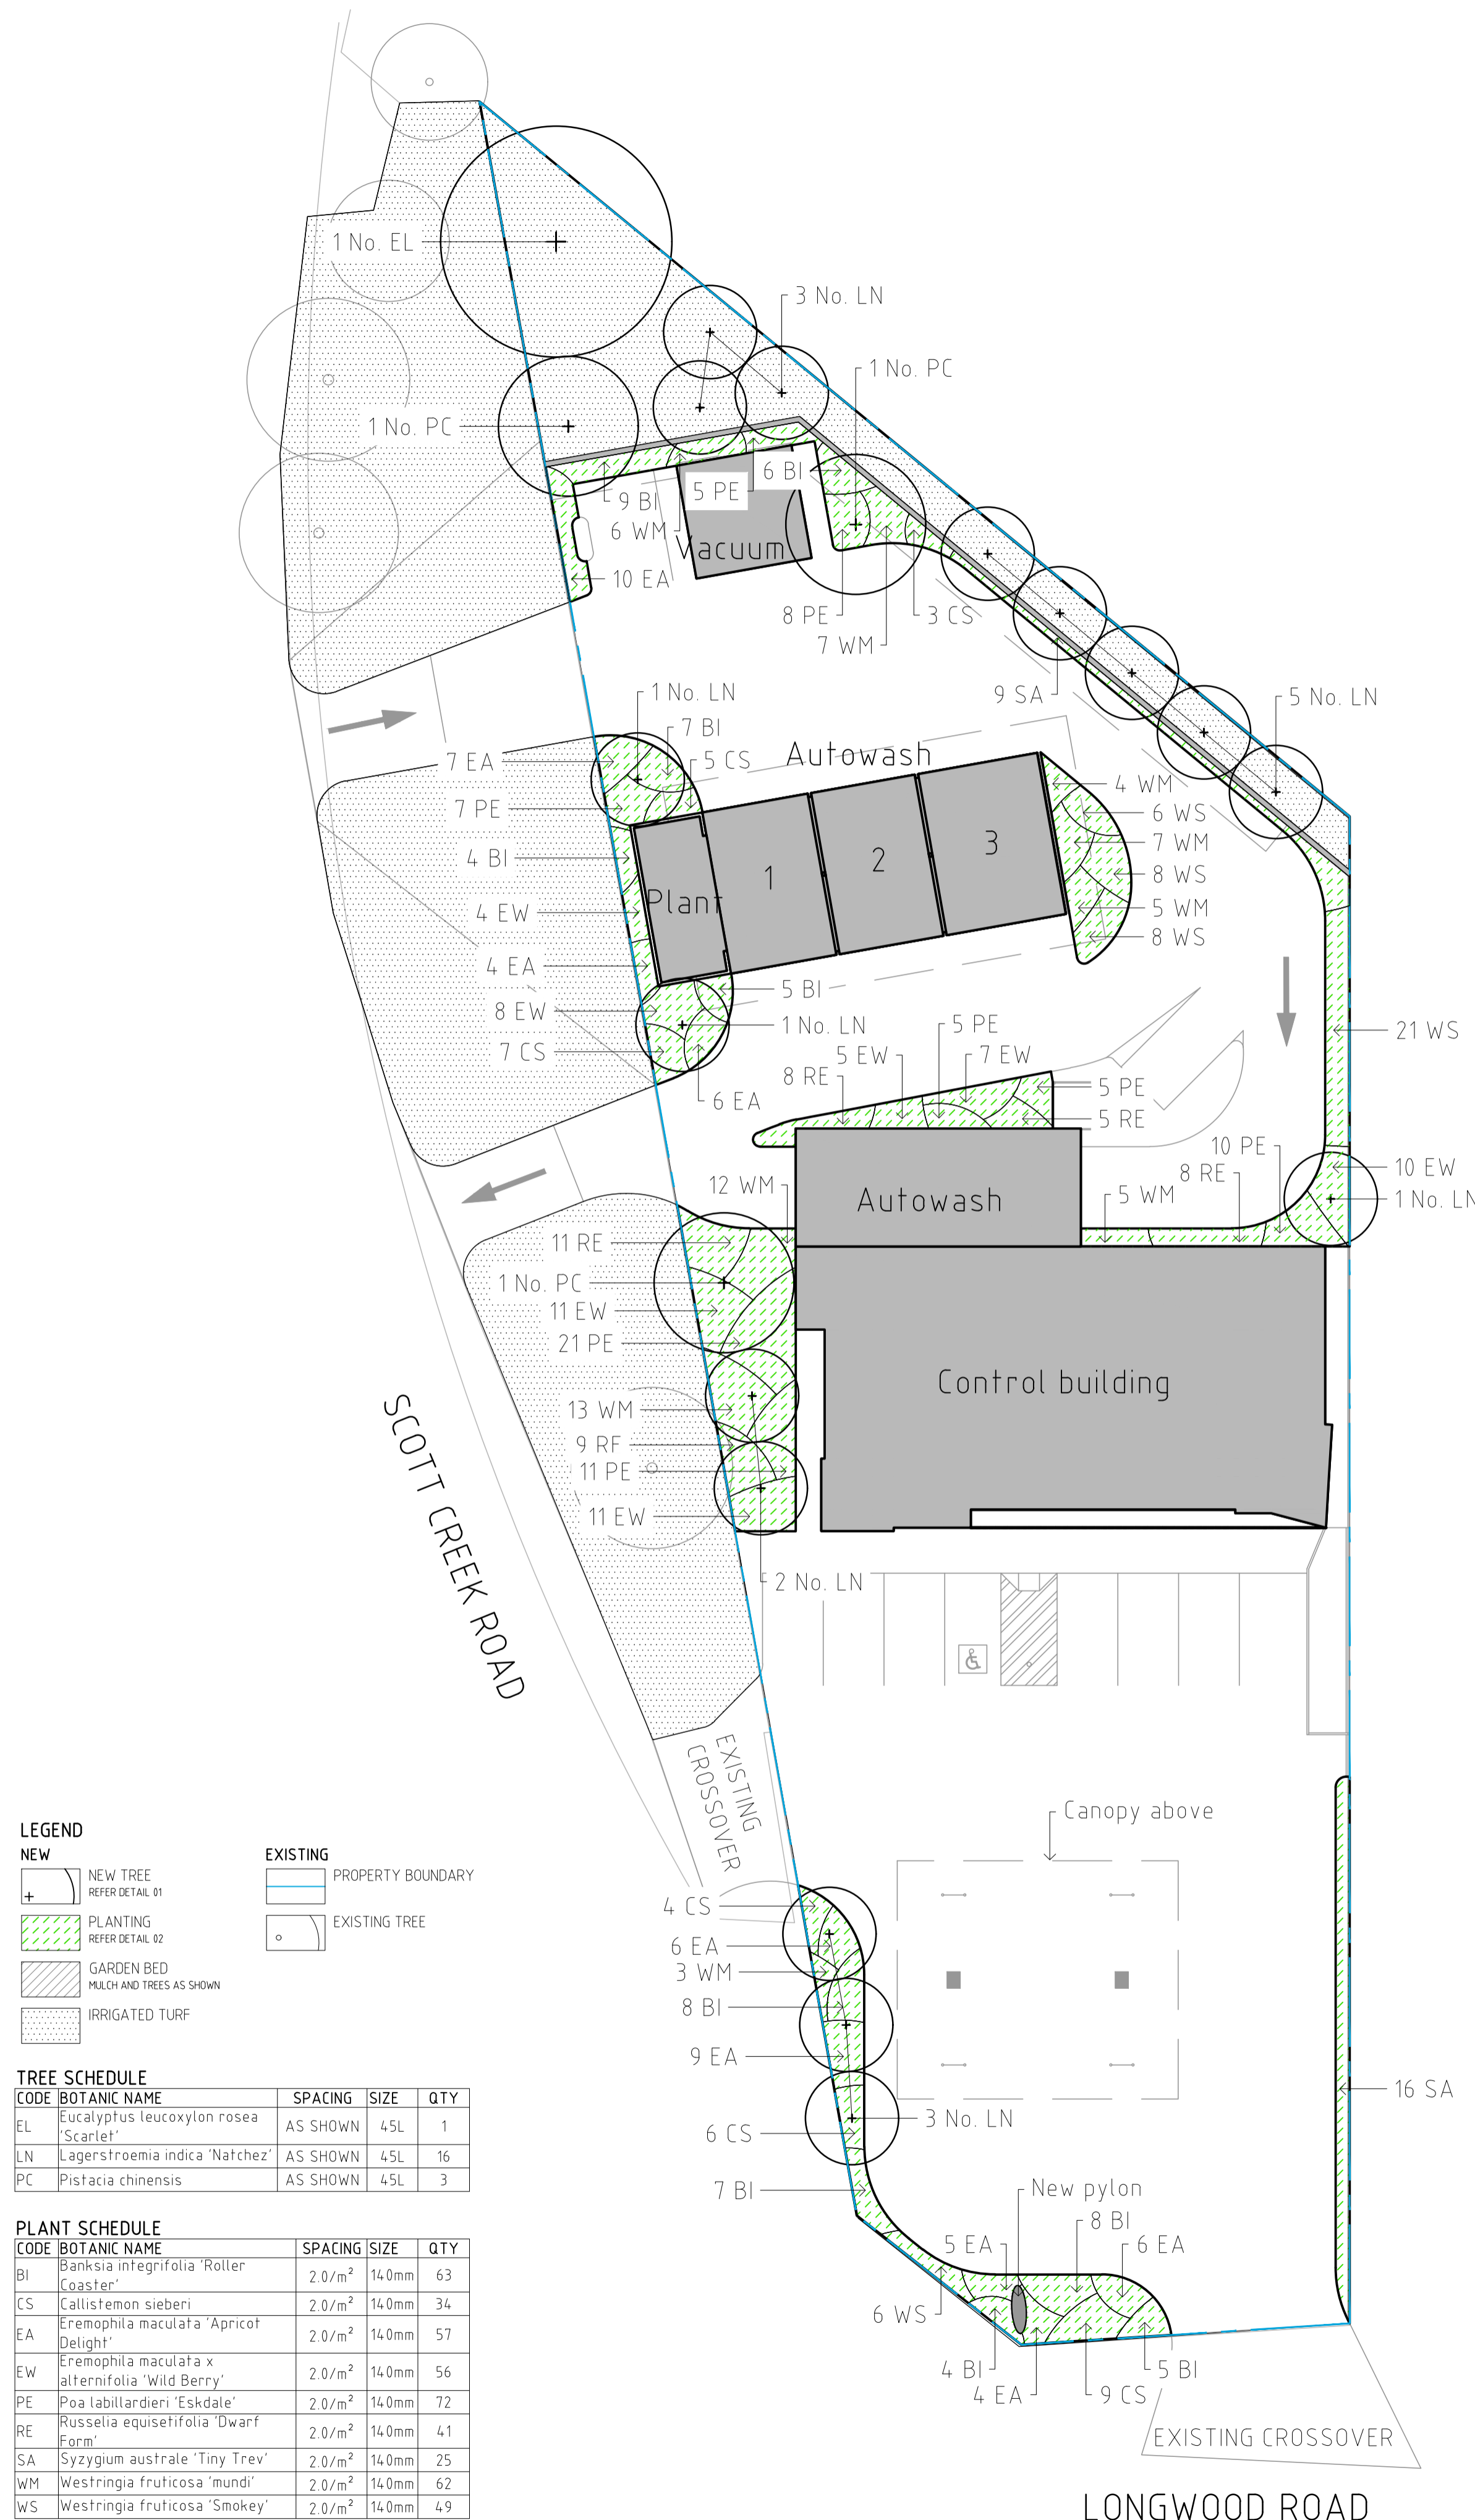 1 No. EL
3 No. LN
1 No. PC
1 No. PC
6 BI
5 PE
9 BI
6 WM
Vacuum
10 EA
8 PE
3 CS
7 WM
9 SA
5 No. LN
1 No. LN
7 BI
5 CS
Autowash
7 EA
7 PE
4 BI
4 EW
4 EA
8 EW
7 CS
Plant
1
2
3
4 WM
6 WS
7 WM
8 WS
5 WM
8 WS
5 BI
1 No. LN
6 EA
5 PE
5 EW
7 EW
8 RE
5 PE
5 RE
21 WS
10 PE
8 RE
5 WM
10 EW
1 No. LN
12 WM
Autowash
11 RE
1 No. PC
11 EW
21 PE
Control building
13 WM
9 RF
11 PE
11 EW
2 No. LN
SCOTT CREEK ROAD
EXISTING
CROSSOVER
Canopy above
4 CS
6 EA
3 WM
8 BI
9 EA
6 CS
3 No. LN
7 BI
16 SA
New pylon
8 BI
5 EA
6 EA
6 WS
4 BI
4 EA
9 CS
5 BI
EXISTING CROSSOVER
LONGWOOD ROAD
LEGEND
NEW
NEW TREE
REFER DETAIL 01
PLANTING
REFER DETAIL 02
GARDEN BED
MULCH AND TREES AS SHOWN
IRRIGATED TURF
EXISTING
PROPERTY BOUNDARY
EXISTING TREE
TREE SCHEDULE
CODE BOTANIC NAME SPACING SIZE QTY
EL Eucalyptus leucoxylon rosea 'Scarlet' AS SHOWN 45L 1
LN Lagerstroemia indica 'Natchez' AS SHOWN 45L 16
PC Pistacia chinensis AS SHOWN 45L 3
PLANT SCHEDULE
CODE BOTANIC NAME SPACING SIZE QTY
BI Banksia integrifolia 'Roller Coaster' 2.0/m² 140mm 63
CS Callistemon sieberi 2.0/m² 140mm 34
EA Eremophila maculata 'Apricot Delight' 2.0/m² 140mm 57
EW Eremophila maculata x alternifolia 'Wild Berry' 2.0/m² 140mm 56
PE Poa labillardieri 'Eskdale' 2.0/m² 140mm 72
RE Russelia equisetifolia 'Dwarf Form' 2.0/m² 140mm 41
SA Syzygium australe 'Tiny Trev' 2.0/m² 140mm 25
WM Westringia fruticosa 'mundi' 2.0/m² 140mm 62
WS Westringia fruticosa 'Smokey' 2.0/m² 140mm 49